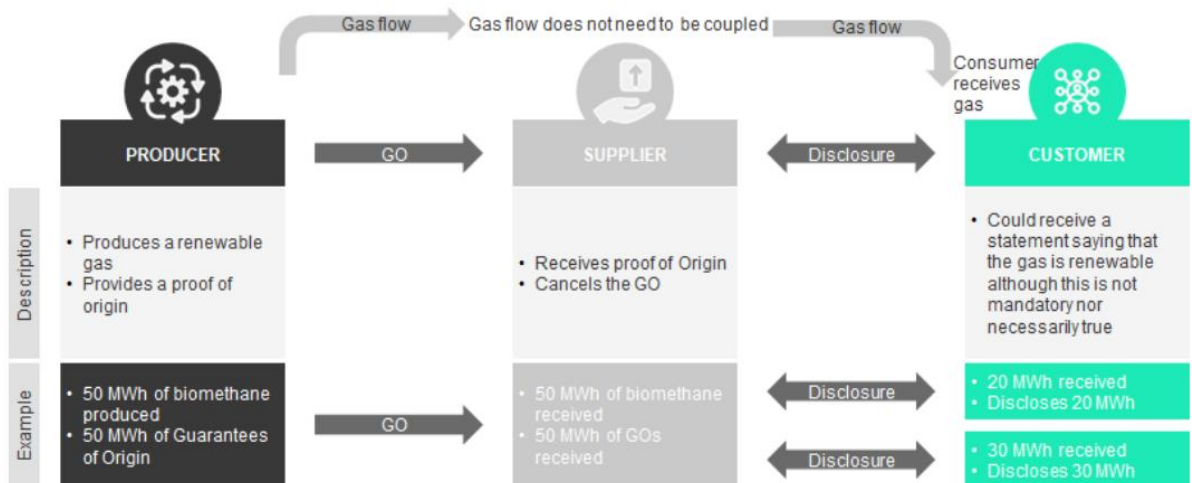 Gas flow
Gas flow does not need to be coupled
Gas flow
Consumer
receives
gas
PRODUCER
GO
SUPPLIER
Disclosure
CUSTOMER
Description
• Produces a renewable
gas
• Provides a proof of
origin
• Receives proof of Origin
• Cancels the GO
• Could receive a
statement saying that
the gas is renewable
although this is not
mandatory nor
necessarily true
Example
• 50 MWh of biomethane
produced
• 50 MWh of Guarantees
of Origin
GO
• 50 MWh of biomethane
received
• 50 MWh of GOs
received
Disclosure
• 20 MWh received
• Discloses 20 MWh
Disclosure
• 30 MWh received
• Discloses 30 MWh